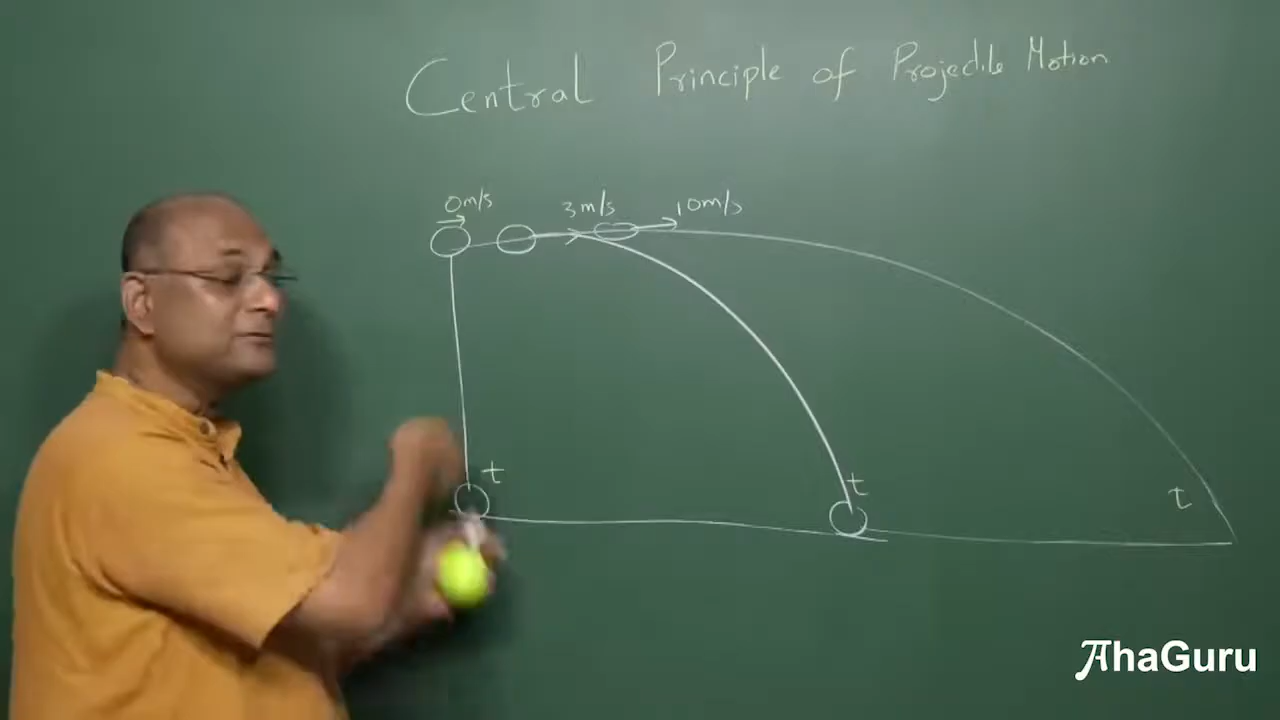 Central Principle of Projectile Motion
0m/s 3m/s 10m/s
t t t
AhaGuru